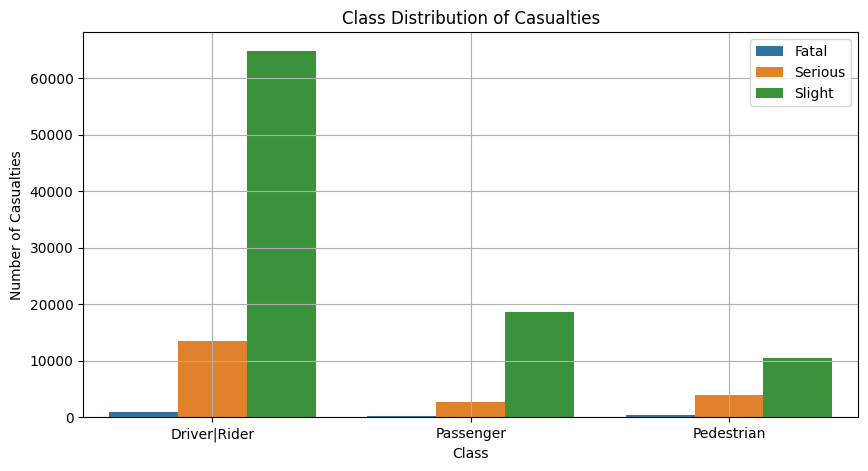 Class Distribution of Casualties
Fatal
Serious
Slight
Number of Casualties
60000
50000
40000
30000
20000
10000
0
Driver|Rider
Passenger
Pedestrian
Class